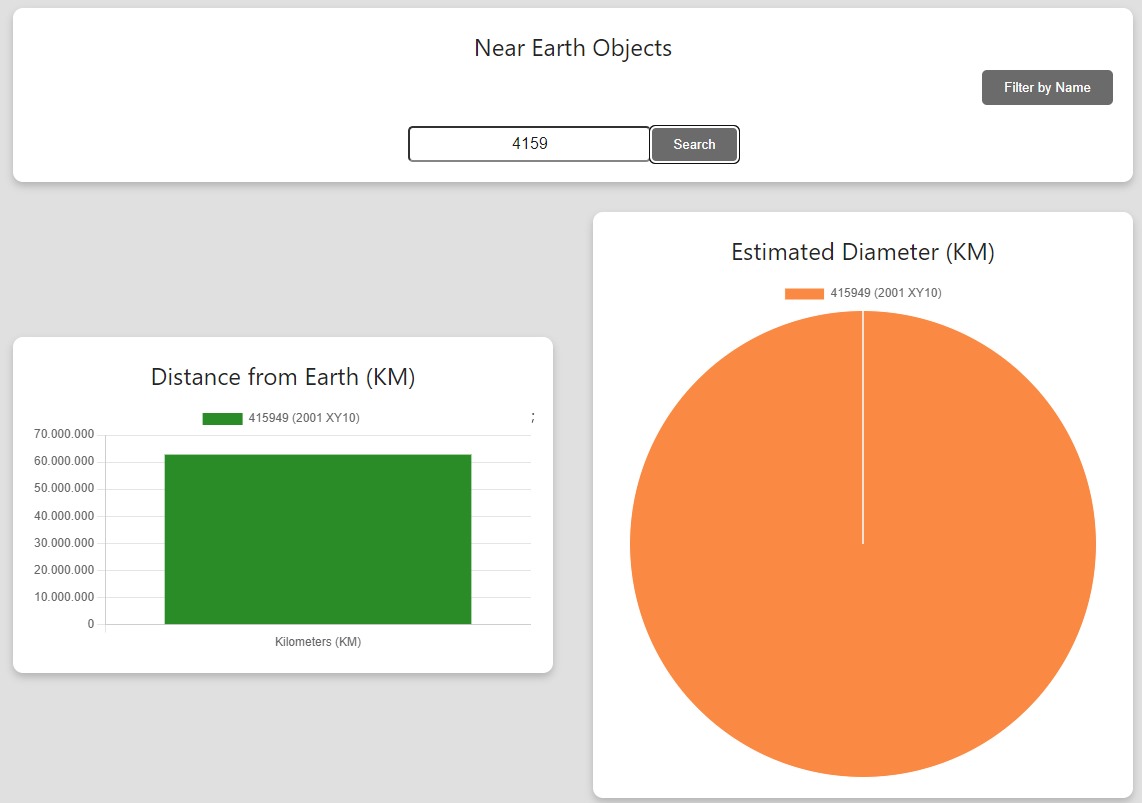 Near Earth Objects
Filter by Name
4159
Search
Distance from Earth (KM)
415949 (2001 XY10)
;
70.000.000
60.000.000
50.000.000
40.000.000
30.000.000
20.000.000
10.000.000
0
Kilometers (KM)
Estimated Diameter (KM)
415949 (2001 XY10)